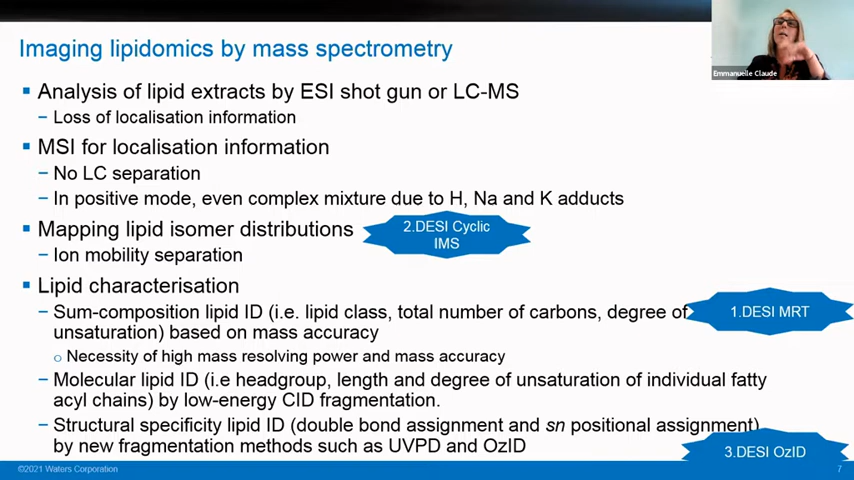 Imaging lipidomics by mass spectrometry
Emmanuelle Claude
▪ Analysis of lipid extracts by ESI shot gun or LC-MS
− Loss of localisation information
▪ MSI for localisation information
− No LC separation
− In positive mode, even complex mixture due to H, Na and K adducts
▪ Mapping lipid isomer distributions
2.DESI Cyclic
IMS
− Ion mobility separation
▪ Lipid characterisation
− Sum-composition lipid ID (i.e. lipid class, total number of carbons, degree of
unsaturation) based on mass accuracy
1.DESI MRT
o Necessity of high mass resolving power and mass accuracy
− Molecular lipid ID (i.e headgroup, length and degree of unsaturation of individual fatty
acyl chains) by low-energy CID fragmentation.
− Structural specificity lipid ID (double bond assignment and sn positional assignment)
by new fragmentation methods such as UVPD and OzID
3.DESI OzID
©2021 Waters Corporation
7